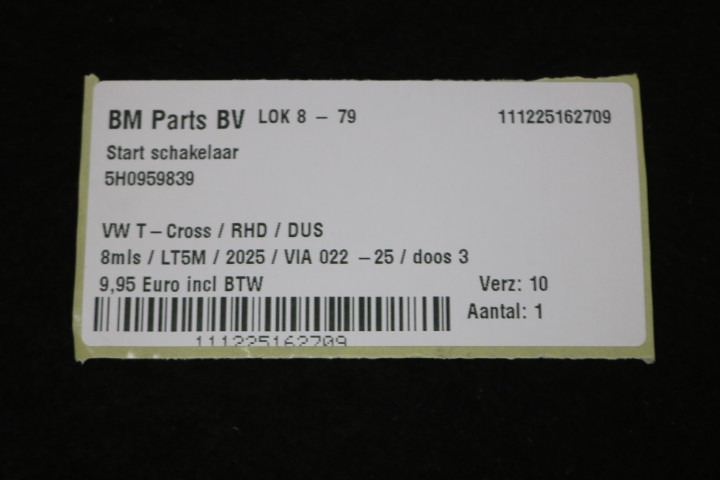 BM Parts BV LOK 8 – 79 111225162709
Start schakelaar
5H0959839
VW T–Cross / RHD / DUS
8mls / LT5M / 2025 / VIA 022 –25 / doos 3
9,95 Euro incl BTW Verz: 10
Aantal: 1
111225162709